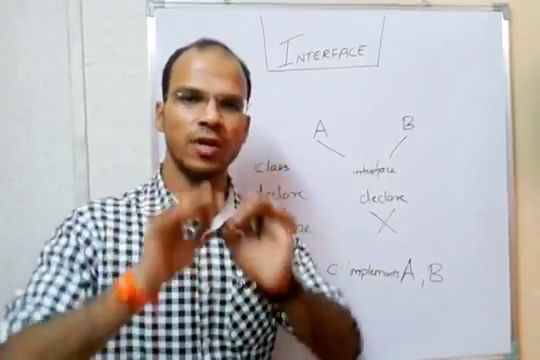 INTERFACE
A B
class interface
declare declare
C implements A, B